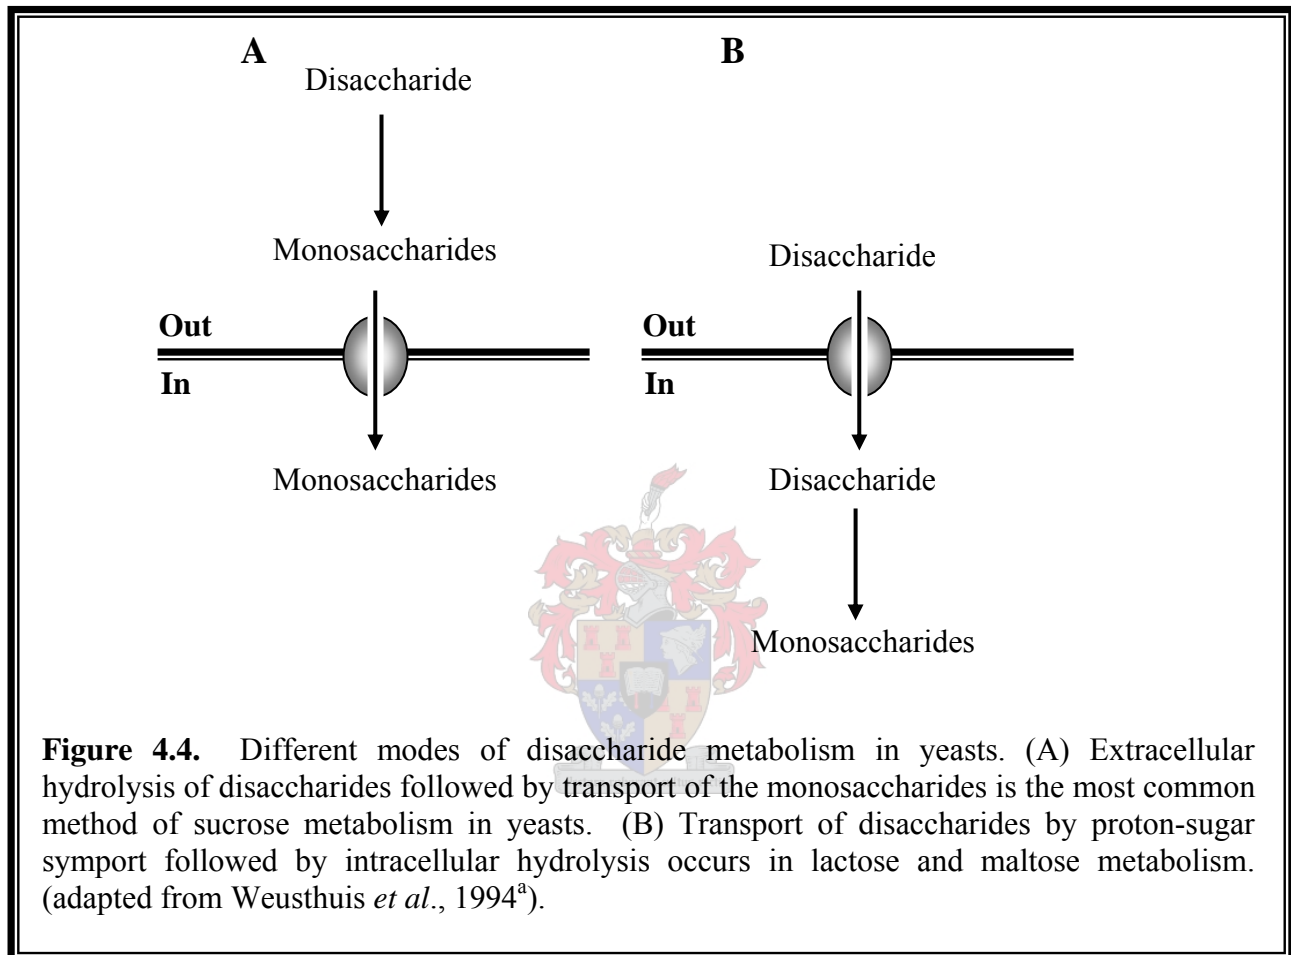 A
Disaccharide
Monosaccharides
Out
In
Monosaccharides
B
Disaccharide
Out
In
Disaccharide
Monosaccharides
Figure 4.4. Different modes of disaccharide metabolism in yeasts. (A) Extracellular
hydrolysis of disaccharides followed by transport of the monosaccharides is the most common
method of sucrose metabolism in yeasts. (B) Transport of disaccharides by proton-sugar
symport followed by intracellular hydrolysis occurs in lactose and maltose metabolism.
(adapted from Weusthuis et al., 1994ᵃ).